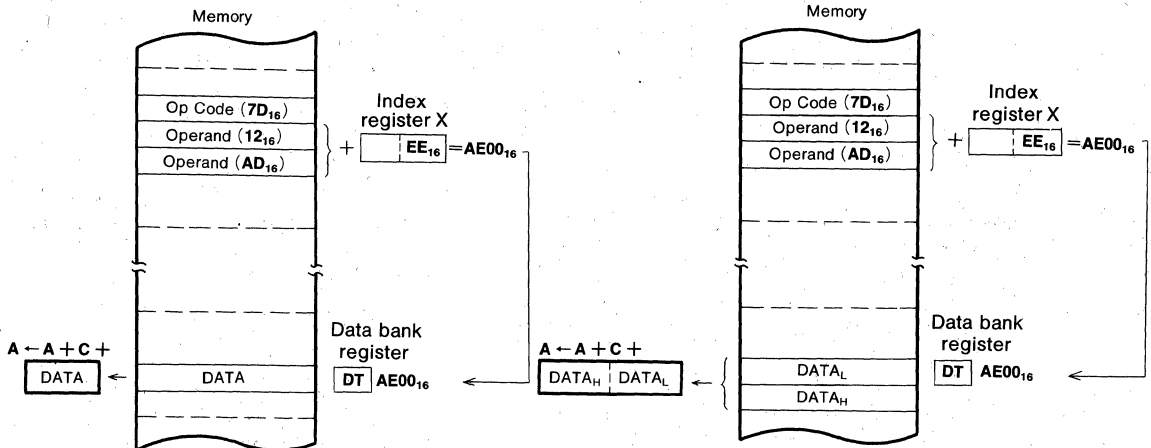 Memory
Op Code (7D₁₆)
Operand (12₁₆)
Operand (AD₁₆)
Index
register X
+ EE₁₆ =AE00₁₆
Data bank
register
DT AE00₁₆
A ← A + C +
DATA ←
DATA
Memory
Op Code (7D₁₆)
Operand (12₁₆)
Operand (AD₁₆)
Index
register X
+ EE₁₆ =AE00₁₆
Data bank
register
DT AE00₁₆
A ← A + C +
DATAH DATAL ←
DATAL
DATAH